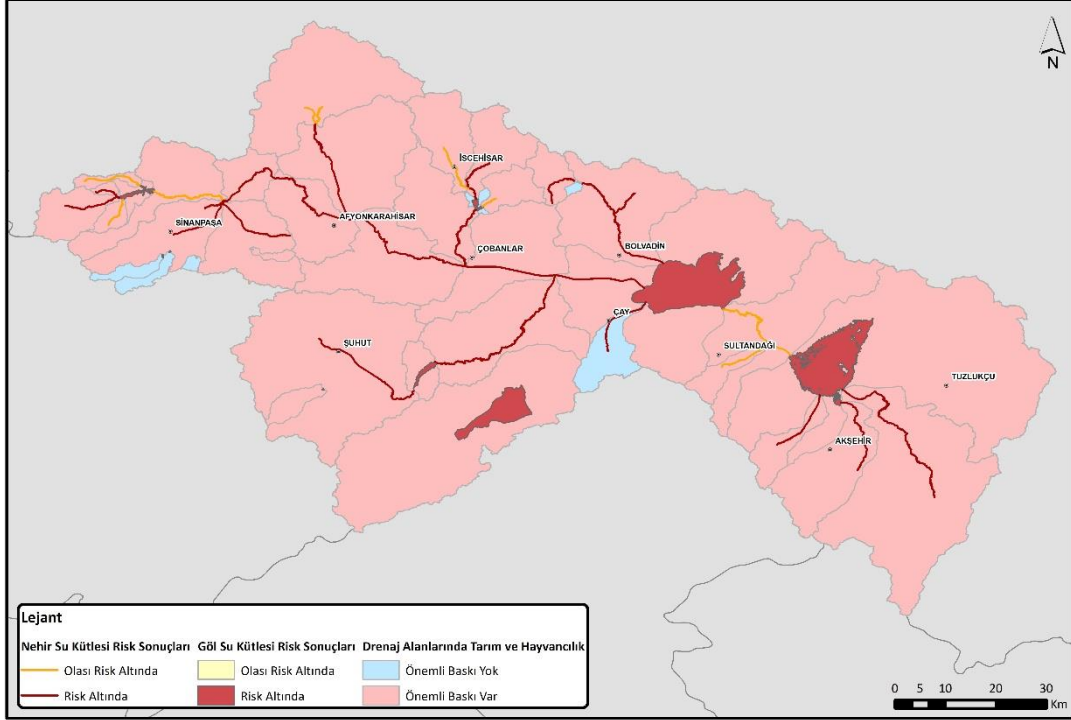 N
İSCEHİSAR
SİNANPAŞA
AFYONKARAHİSAR
ÇOBANLAR
BOLVADİN
ÇAY
ŞUHUT
SULTANDAĞI
TUZLUKÇU
AKŞEHİR
Lejant
Nehir Su Kütlesi Risk Sonuçları Göl Su Kütlesi Risk Sonuçları Drenaj Alanlarında Tarım ve Hayvancılık
Olası Risk Altında Olası Risk Altında Önemli Baskı Yok
Risk Altında Risk Altında Önemli Baskı Var
0 5 10 20 30
Km